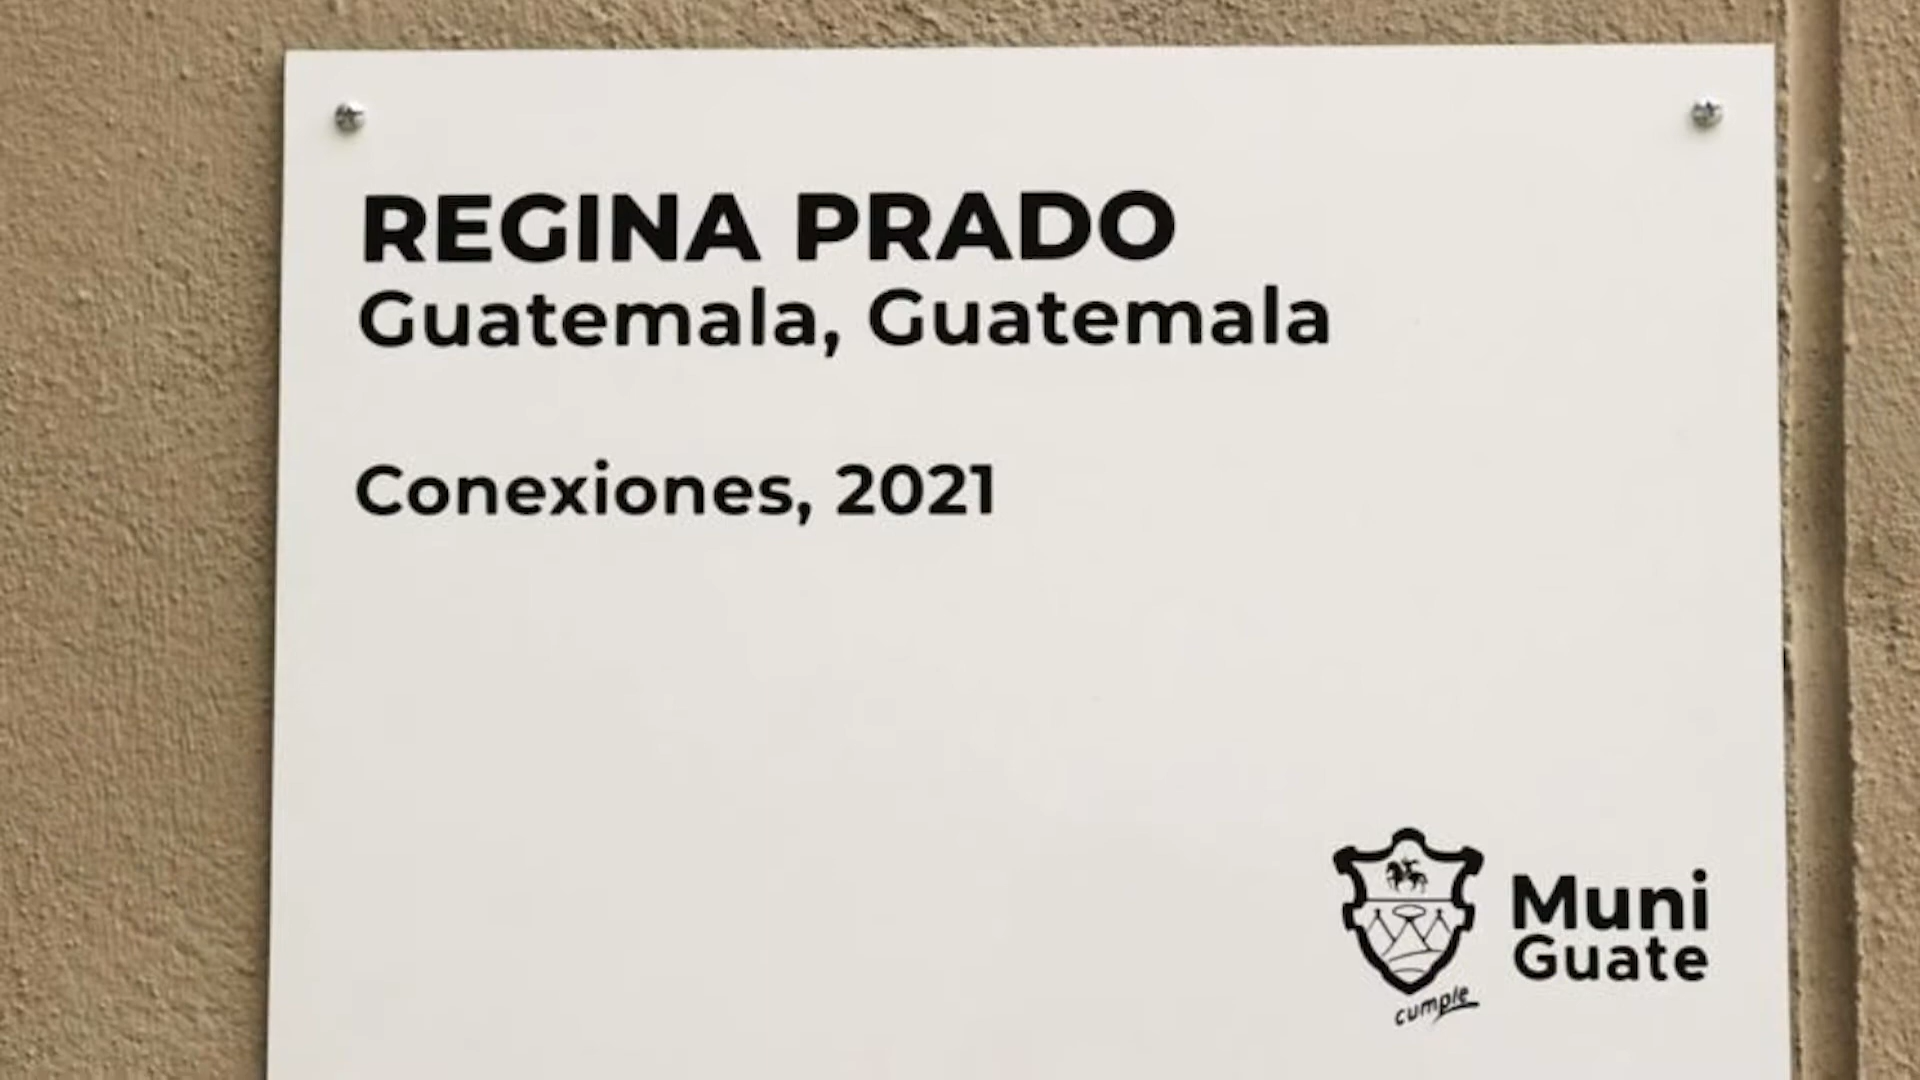 REGINA PRADO
Guatemala, Guatemala
Conexiones, 2021
Muni
Guate
cumple